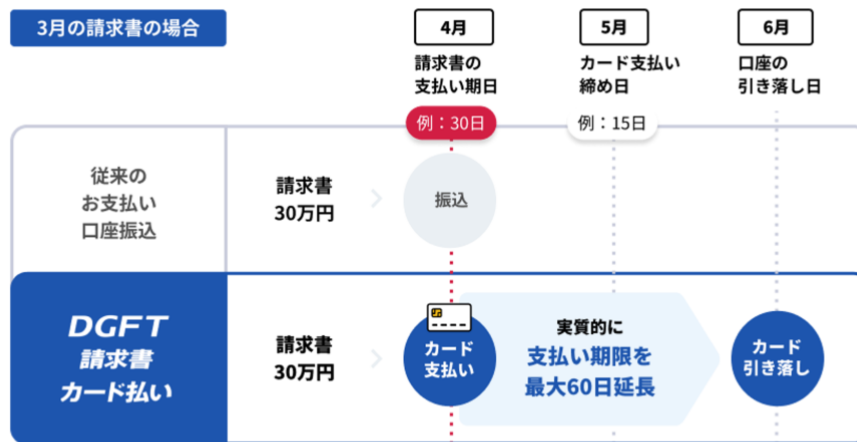 3月の請求書の場合
4月
5月
6月
請求書の
支払い期日
カード支払い
締め日
口座の
引き落し日
例：30日
例：15日
従来の
お支払い
口座振込
請求書
30万円
振込
DGFT
請求書
カード払い
請求書
30万円
カード
支払い
実質的に
支払い期限を
最大60日延長
カード
引き落し